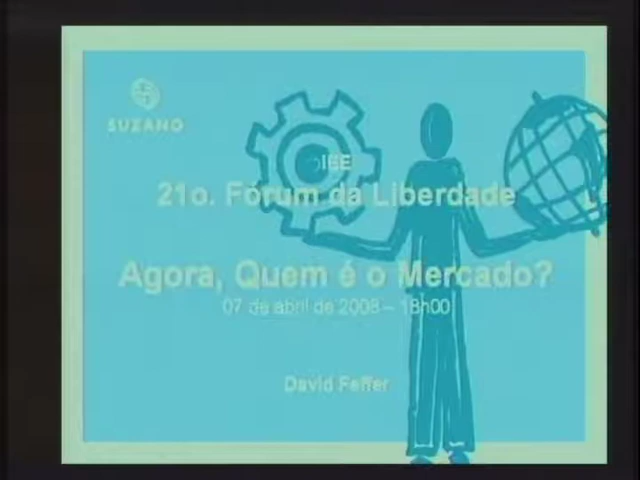 SUZANO
IEE
21o. Fórum da Liberdade
Agora, Quem é o Mercado?
07 de abril de 2008 – 18h00
David Feffer